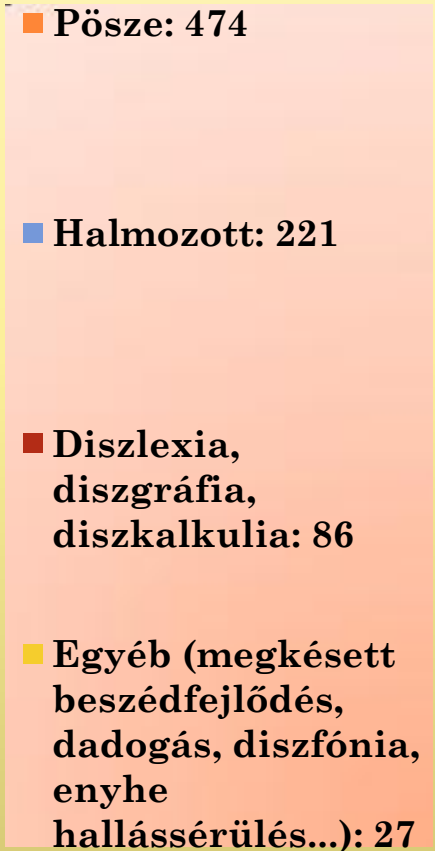 Pösze: 474
Halmozott: 221
Diszlexia,
diszgráfia,
diszkalkulia: 86
Egyéb (megkésett
beszédfejlődés,
dadogás, diszfónia,
enyhe
hallássérülés...): 27